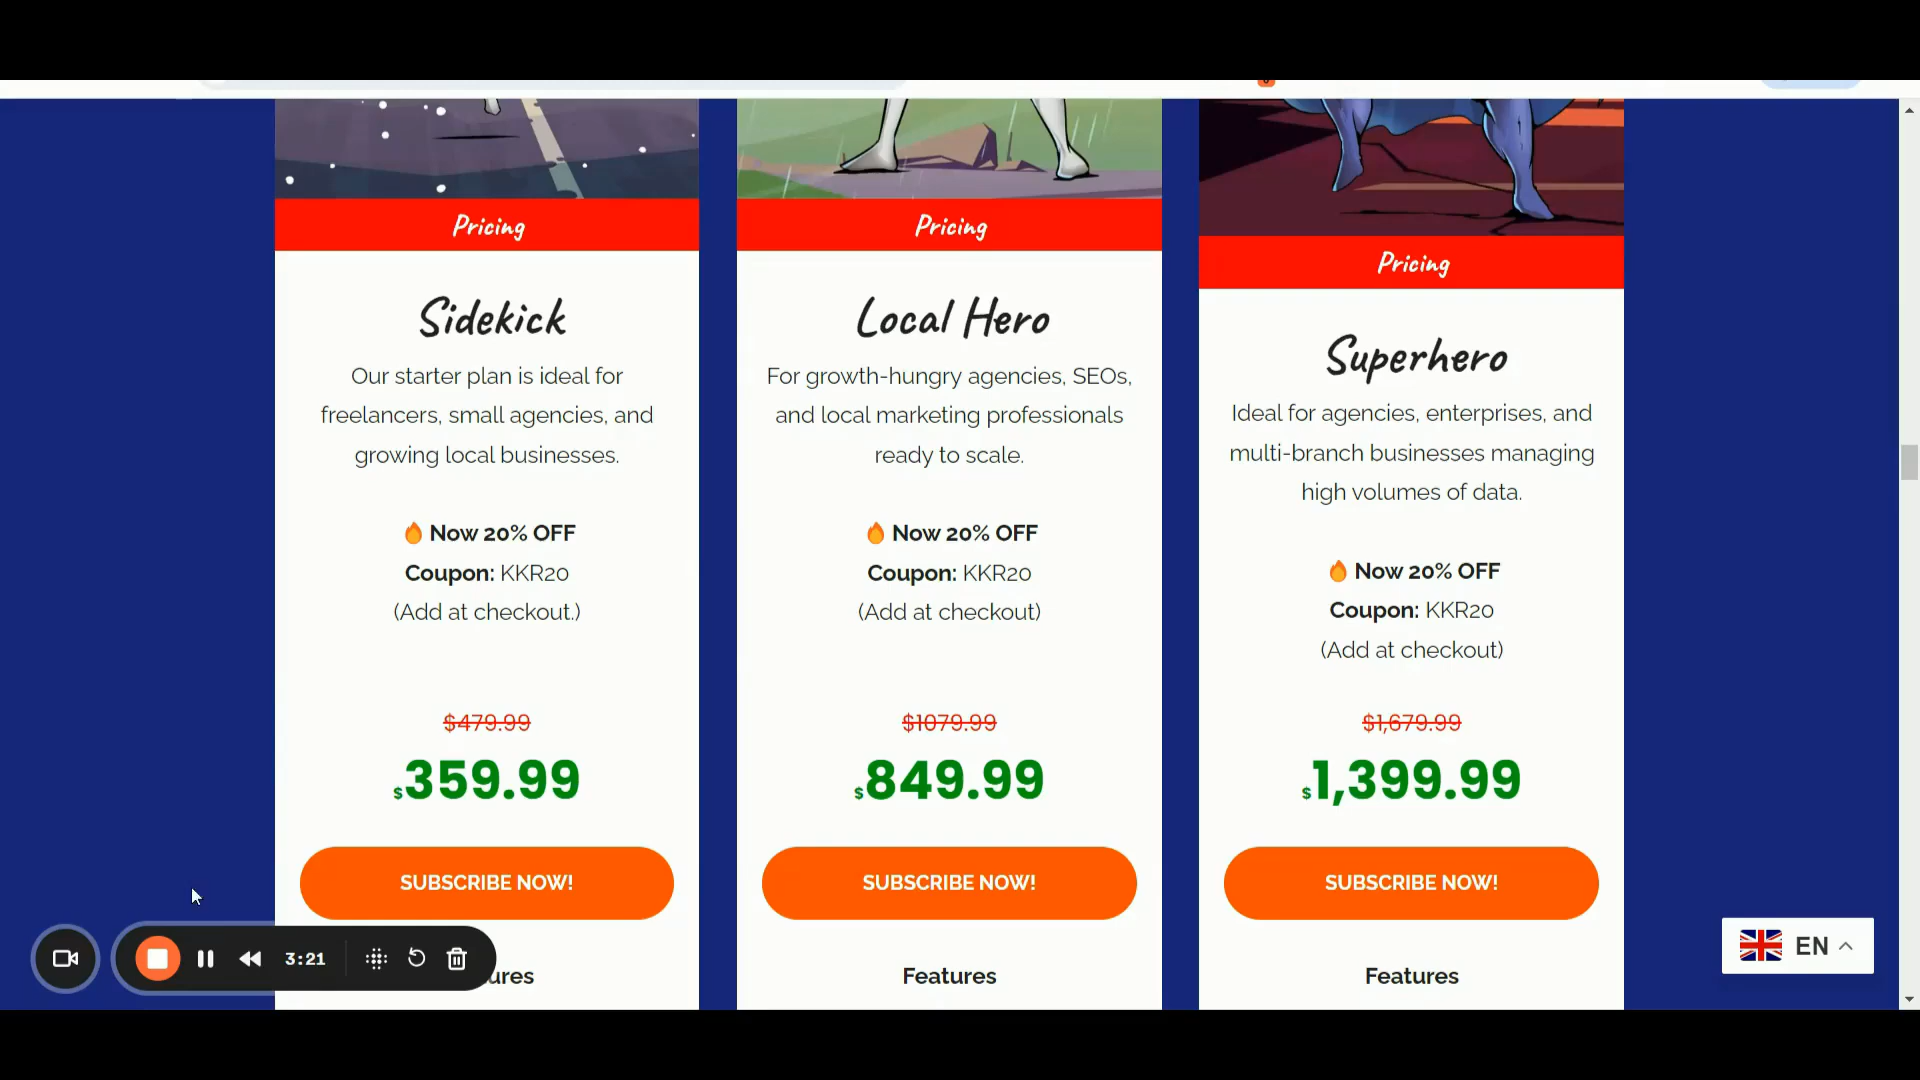 Pricing
Sidekick
Our starter plan is ideal for
freelancers, small agencies, and
growing local businesses.
🔥 Now 20% OFF
Coupon: KKR20
(Add at checkout.)
$479.99
$359.99
SUBSCRIBE NOW!
ures
Pricing
Local Hero
For growth-hungry agencies, SEOs,
and local marketing professionals
ready to scale.
🔥 Now 20% OFF
Coupon: KKR20
(Add at checkout)
$1079.99
$849.99
SUBSCRIBE NOW!
Features
Pricing
Superhero
Ideal for agencies, enterprises, and
multi-branch businesses managing
high volumes of data.
🔥 Now 20% OFF
Coupon: KKR20
(Add at checkout)
$1,679.99
$1,399.99
SUBSCRIBE NOW!
Features
3:21
EN